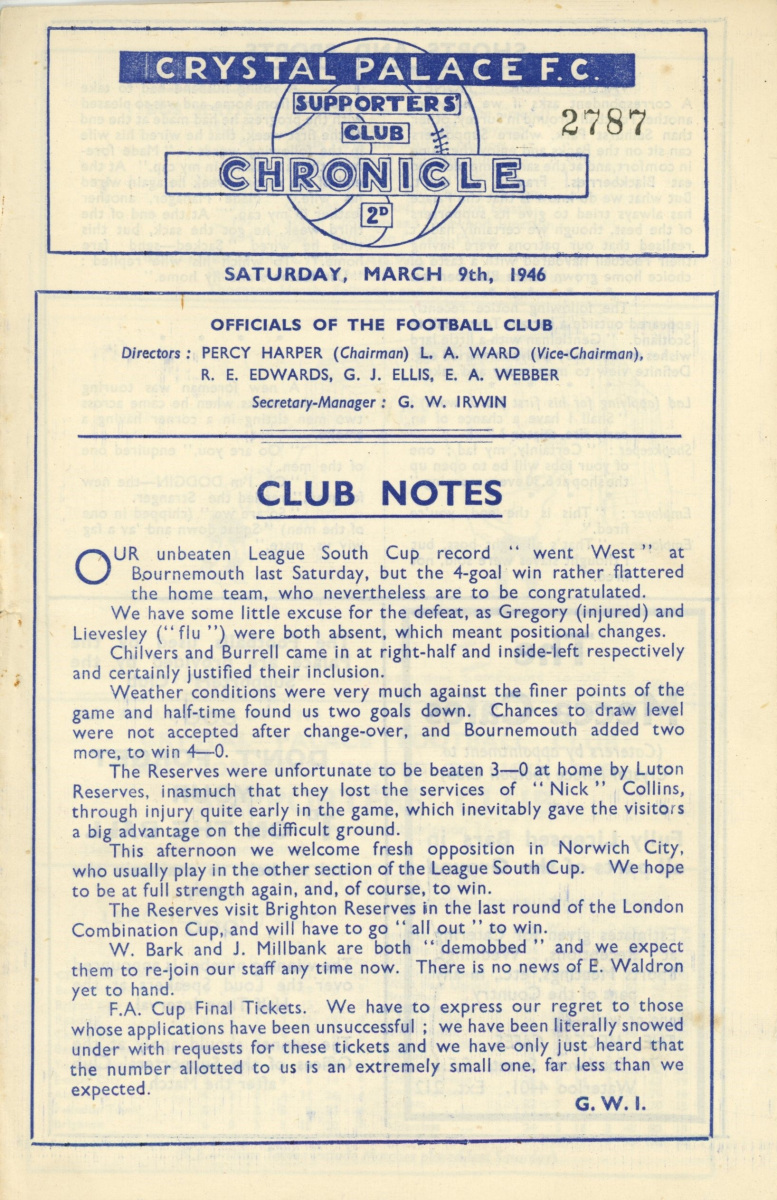 CRYSTAL PALACE F.C.
SUPPORTERS'
CLUB
2787
CHRONICLE
2D
SATURDAY, MARCH 9th, 1946
OFFICIALS OF THE FOOTBALL CLUB
Directors : PERCY HARPER (Chairman) L. A. WARD (Vice-Chairman),
R. E. EDWARDS, G. J. ELLIS, E. A. WEBBER
Secretary-Manager : G. W. IRWIN
CLUB NOTES
OUR unbeaten League South Cup record " went West " at
Bournemouth last Saturday, but the 4-goal win rather flattered
the home team, who nevertheless are to be congratulated.
We have some little excuse for the defeat, as Gregory (injured) and
Lievesley (" flu ") were both absent, which meant positional changes.
Chilvers and Burrell came in at right-half and inside-left respectively
and certainly justified their inclusion.
Weather conditions were very much against the finer points of the
game and half-time found us two goals down. Chances to draw level
were not accepted after change-over, and Bournemouth added two
more, to win 4—0.
The Reserves were unfortunate to be beaten 3—0 at home by Luton
Reserves, inasmuch that they lost the services of " Nick " Collins,
through injury quite early in the game, which inevitably gave the visitors
a big advantage on the difficult ground.
This afternoon we welcome fresh opposition in Norwich City,
who usually play in the other section of the League South Cup. We hope
to be at full strength again, and, of course, to win.
The Reserves visit Brighton Reserves in the last round of the London
Combination Cup, and will have to go " all out " to win.
W. Bark and J. Millbank are both " demobbed " and we expect
them to re-join our staff any time now. There is no news of E. Waldron
yet to hand.
F.A. Cup Final Tickets. We have to express our regret to those
whose applications have been unsuccessful ; we have been literally snowed
under with requests for these tickets and we have only just heard that
the number allotted to us is an extremely small one, far less than we
expected.
G. W. I.